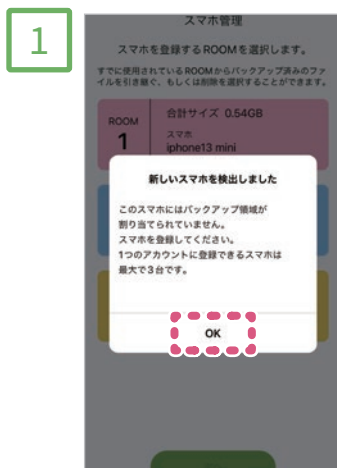 1
スマホ管理
スマホを登録するROOMを選択します。
すでに使用されているROOMからバックアップ済みのファ
イルを引き継ぐ、もしくは削除を選択することができます。
ROOM
1
合計サイズ 0.54GB
スマホ
iphone13 mini
新しいスマホを検出しました
このスマホにはバックアップ領域が
割り当てられていません。
スマホを登録してください。
1つのアカウントに登録できるスマホは
最大で3台です。
OK